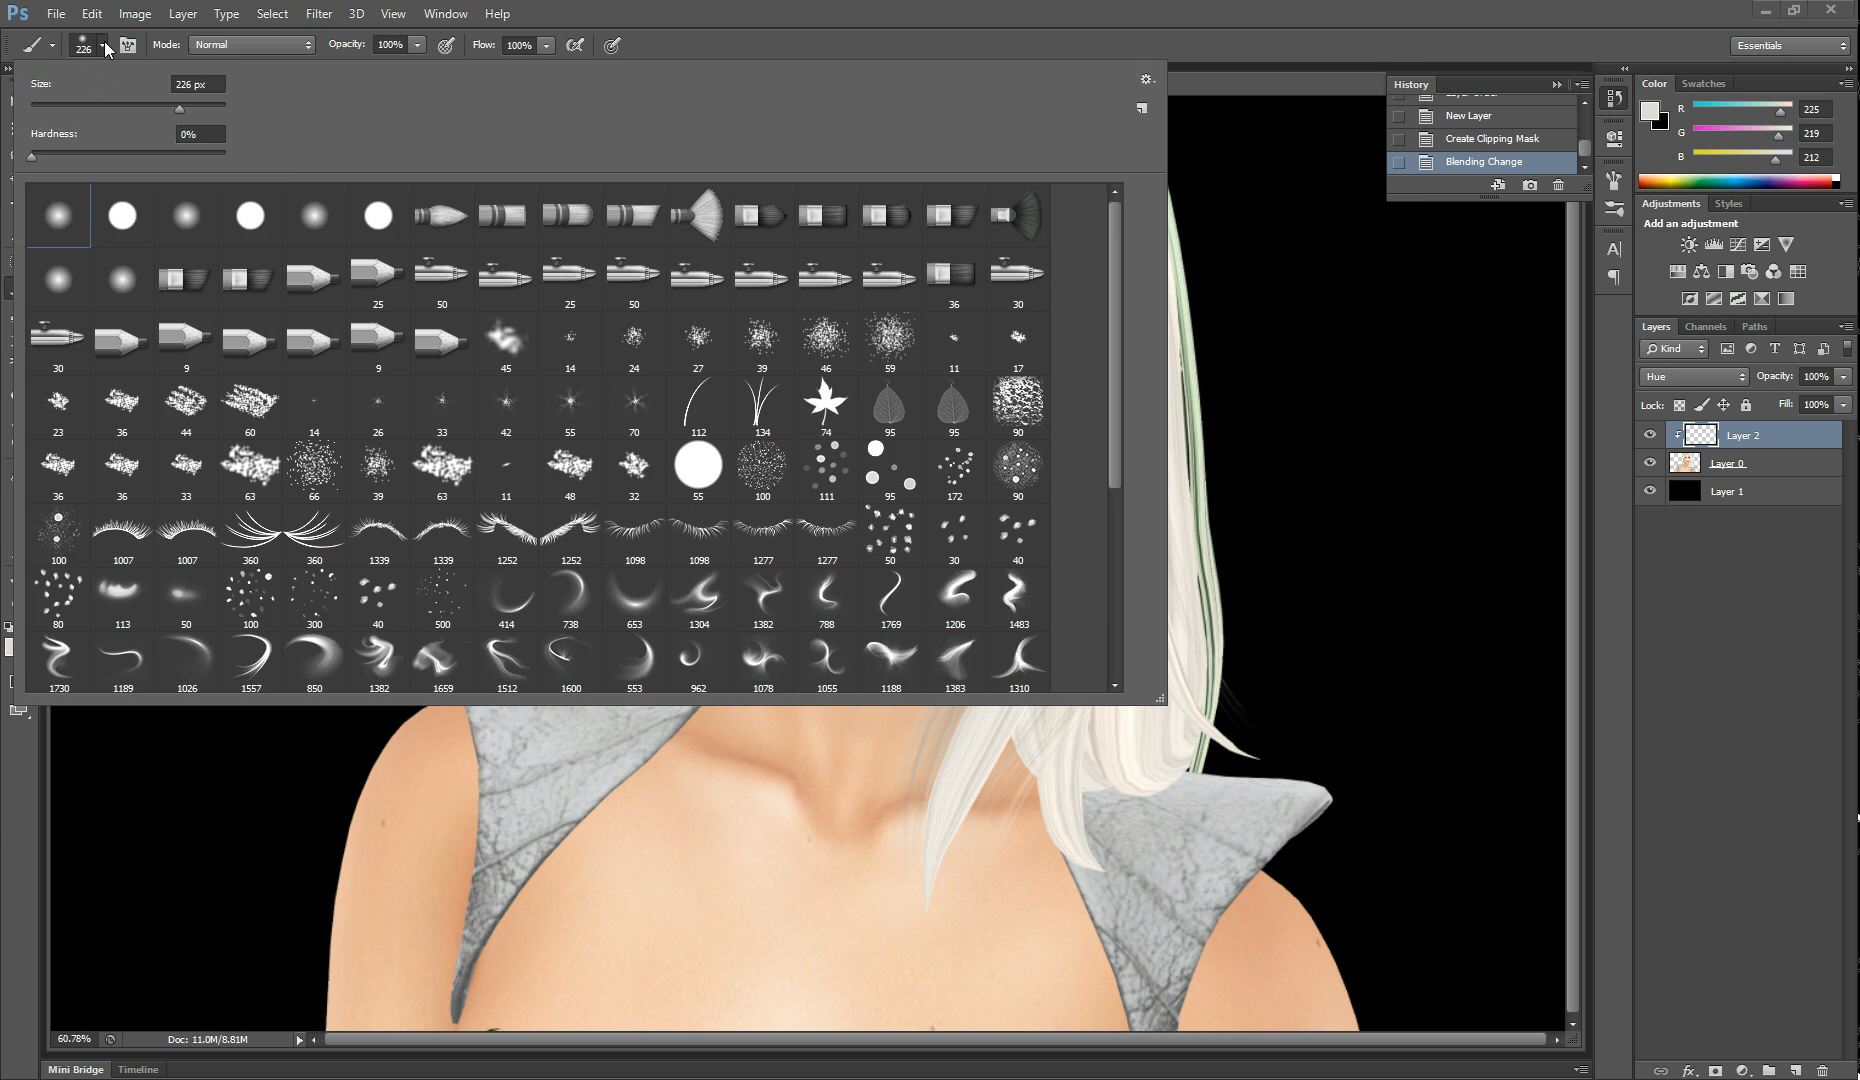 Ps File Edit Image Layer Type Select Filter 3D View Window Help
226 Mode: Normal Opacity: 100% Flow: 100% Essentials
Size: 226 px
Hardness: 0%
25 50 25 50 36 30
30 9 9 45 14 24 27 39 46 59 11 17
23 36 44 60 14 26 33 42 55 70 112 134 74 95 95 90
36 36 33 63 66 39 63 11 48 32 55 100 111 95 172 90
100 1007 1007 360 360 1339 1339 1252 1252 1098 1098 1277 1277 50 30 40
80 113 50 100 300 40 500 414 738 653 1304 1382 788 1769 1206 1483
1730 1189 1026 1557 850 1382 1659 1512 1600 553 962 1078 1055 1188 1383 1310
History
New Layer
Create Clipping Mask
Blending Change
Color Swatches
R 225
G 219
B 212
Adjustments Styles
Add an adjustment
Layers Channels Paths
Kind
Hue Opacity: 100%
Lock: Fill: 100%
Layer 2
Layer 0
Layer 1
60.78% Doc: 11.0M/8.81M
Mini Bridge Timeline